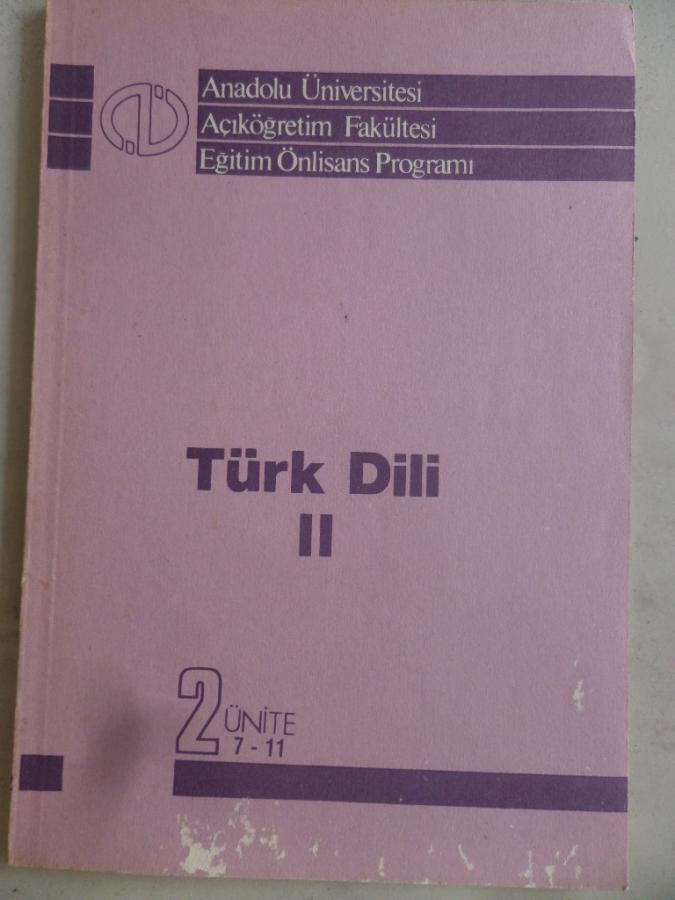 Anadolu Üniversitesi
Açıköğretim Fakültesi
Eğitim Önlisans Programı
Türk Dili
II
2 ÜNİTE
7 - 11